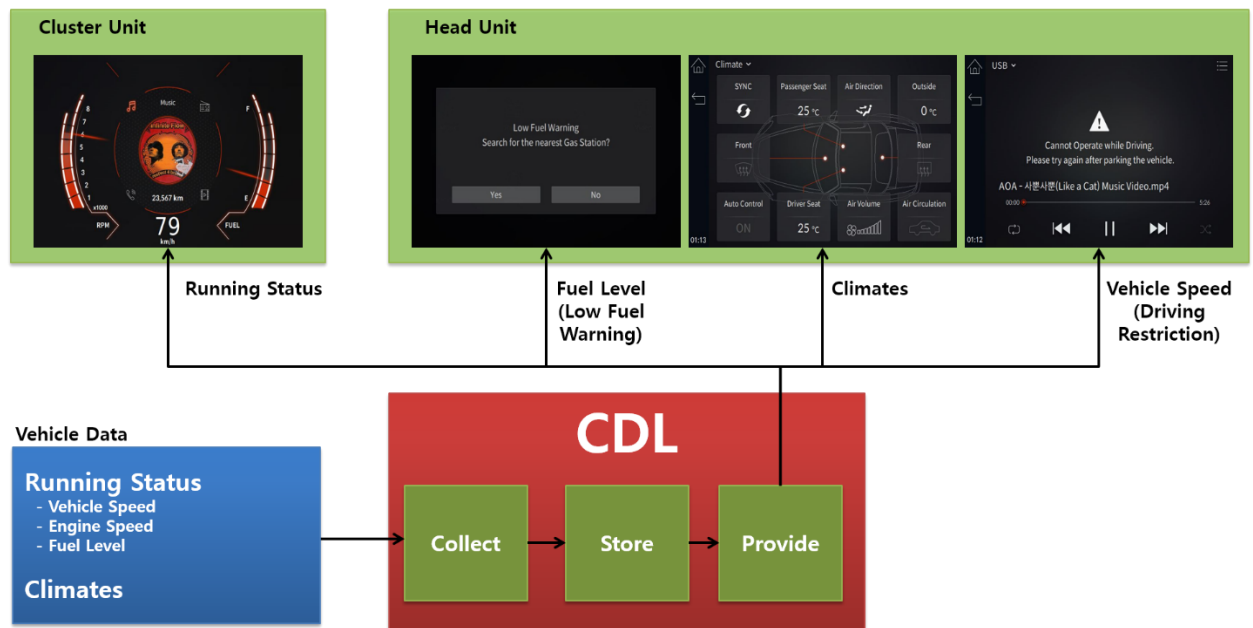 Cluster Unit
Music
8
7
6
5
4
3
2
1
x1000
RPM
F
E
FUEL
23,567 km
79
km/h
Head Unit
Low Fuel Warning
Search for the nearest Gas Station?
Yes
No
Climate
SYNC
Passenger Seat
Air Direction
Outside
25 °C
0 °C
Front
Rear
Auto Control
Driver Seat
Air Volume
Air Circulation
ON
25 °C
01:13
USB
Cannot Operate while Driving.
Please try again after parking the vehicle.
AOA - 사뿐사뿐(Like a Cat) Music Video.mp4
00:00
5:26
01:12
Running Status
Fuel Level
(Low Fuel
Warning)
Climates
Vehicle Speed
(Driving
Restriction)
Vehicle Data
Running Status
- Vehicle Speed
- Engine Speed
- Fuel Level
Climates
CDL
Collect
Store
Provide